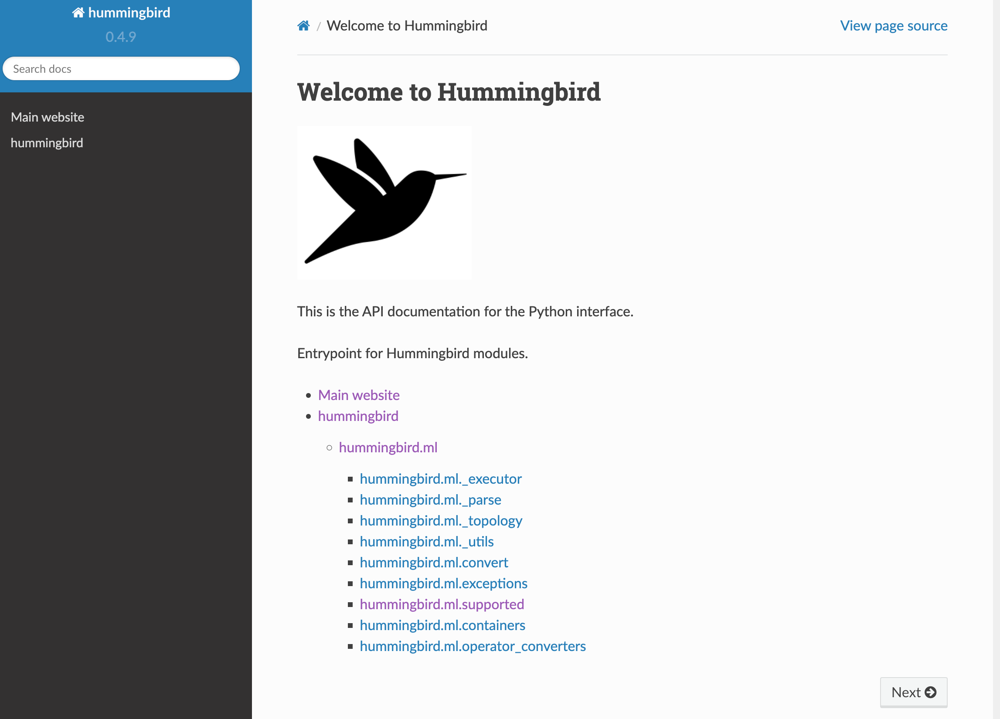 hummingbird
0.4.9
Search docs
Main website
hummingbird
/ Welcome to Hummingbird
View page source
Welcome to Hummingbird
This is the API documentation for the Python interface.
Entrypoint for Hummingbird modules.
Main website
hummingbird
hummingbird.ml
hummingbird.ml._executor
hummingbird.ml._parse
hummingbird.ml._topology
hummingbird.ml._utils
hummingbird.ml.convert
hummingbird.ml.exceptions
hummingbird.ml.supported
hummingbird.ml.containers
hummingbird.ml.operator_converters
Next